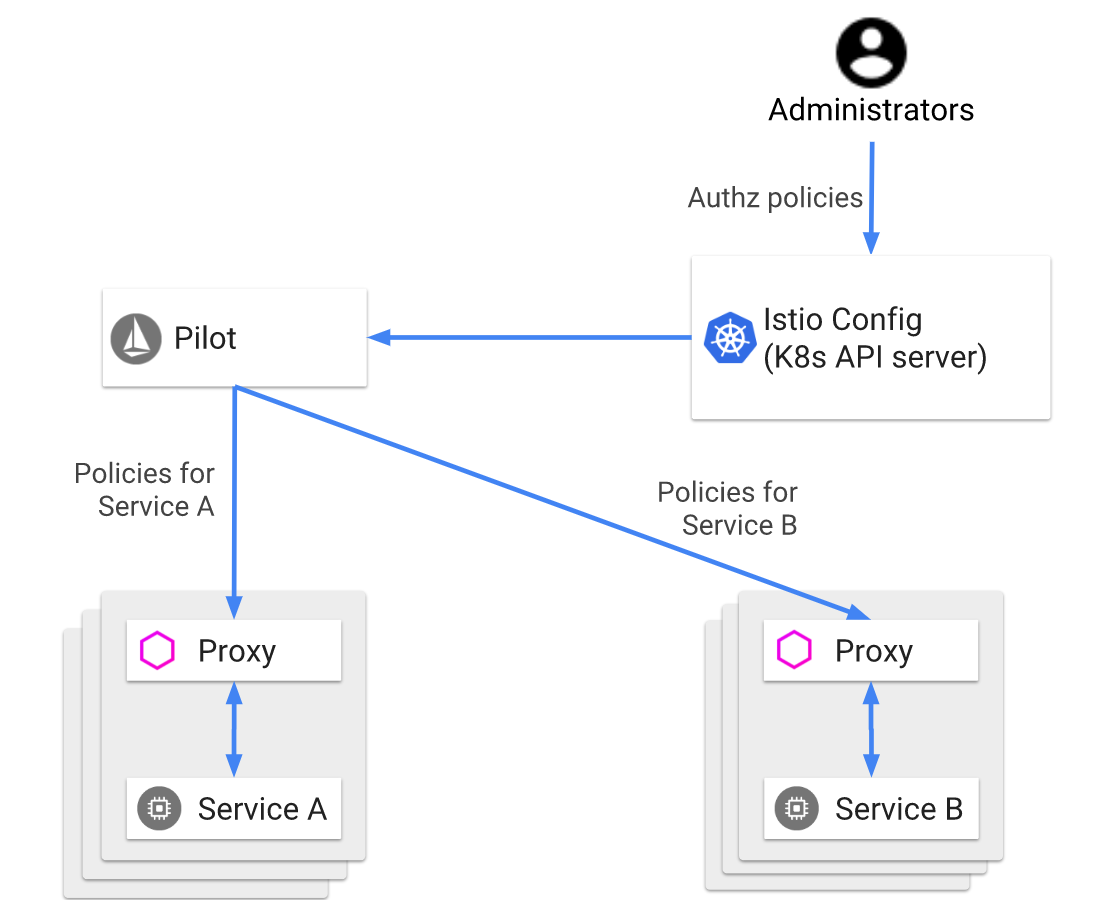 Administrators
Authz policies
Istio Config
(K8s API server)
Pilot
Policies for
Service A
Policies for
Service B
Proxy
Proxy
Service A
Service B